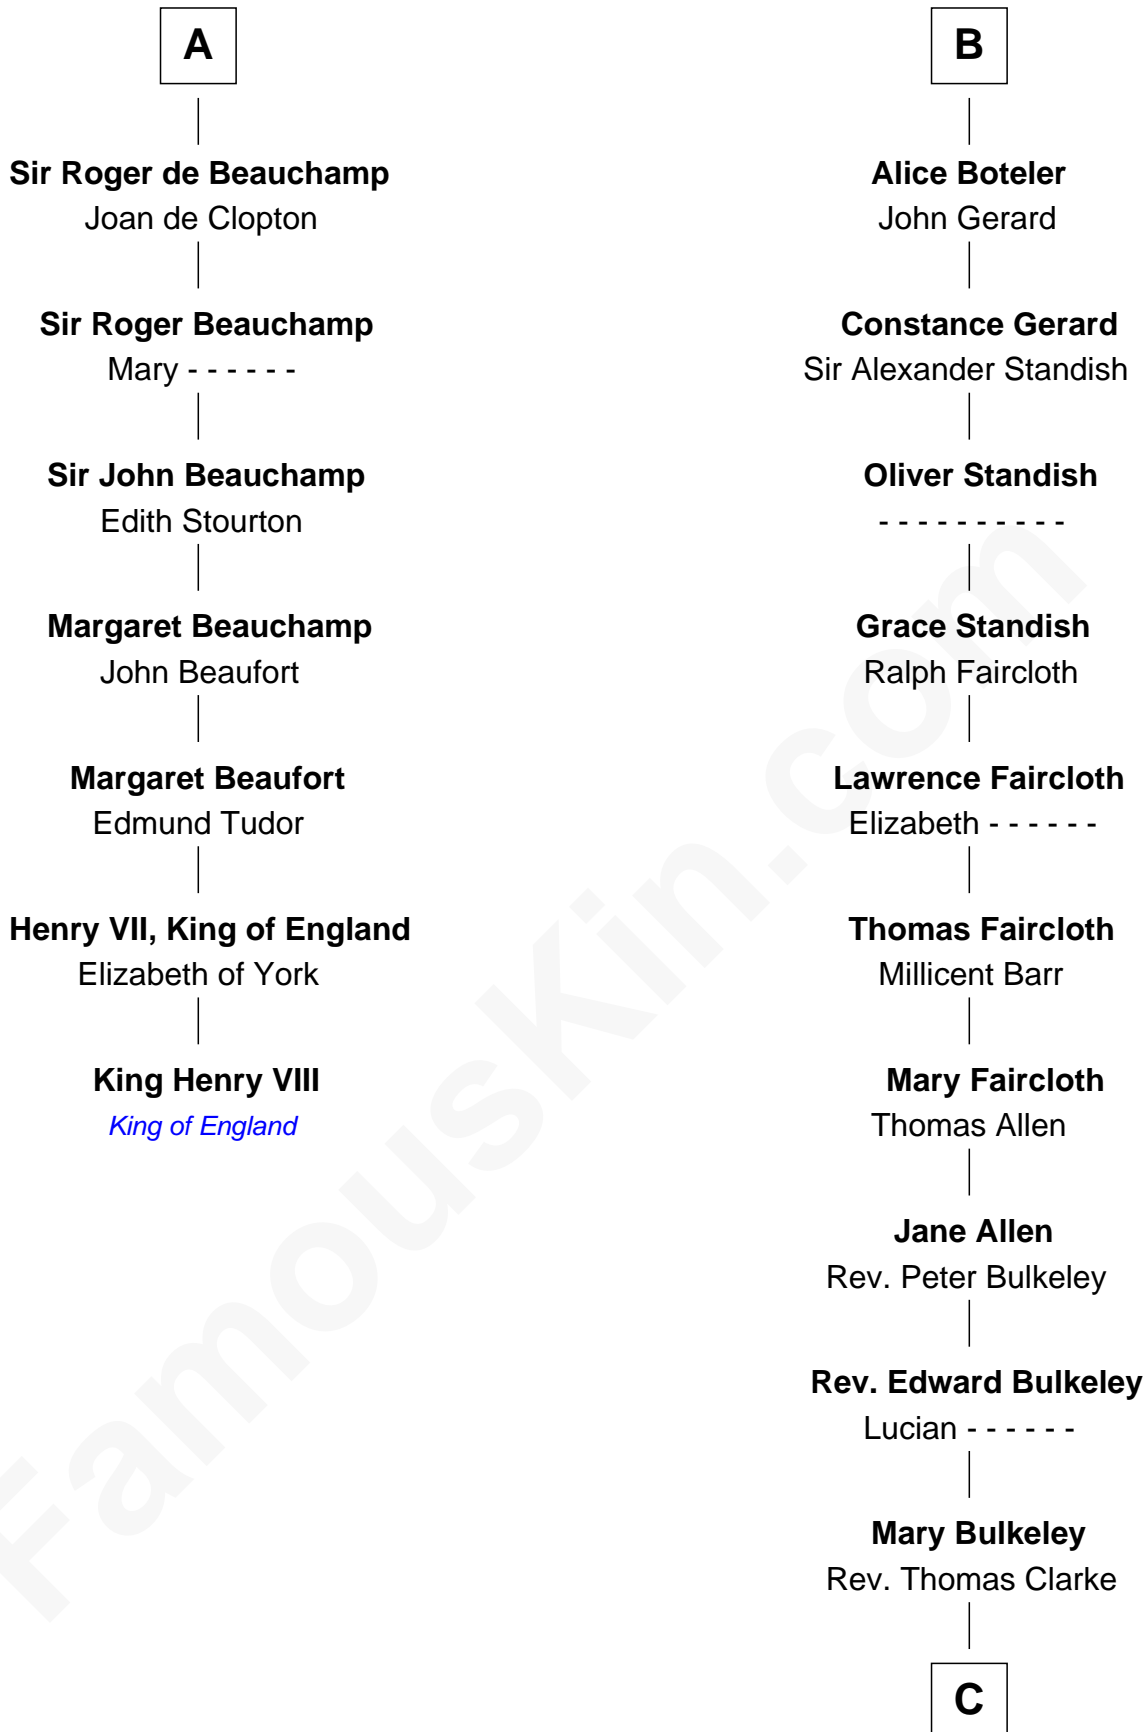 A
Sir Roger de Beauchamp
Joan de Clopton
Sir Roger Beauchamp
Mary - - - - - -
Sir John Beauchamp
Edith Stourton
Margaret Beauchamp
John Beaufort
Margaret Beaufort
Edmund Tudor
Henry VII, King of England
Elizabeth of York
King Henry VIII
King of England
B
Alice Boteler
John Gerard
Constance Gerard
Sir Alexander Standish
Oliver Standish
- - - - - - - - - -
Grace Standish
Ralph Faircloth
Lawrence Faircloth
Elizabeth - - - - - -
Thomas Faircloth
Millicent Barr
Mary Faircloth
Thomas Allen
Jane Allen
Rev. Peter Bulkeley
Rev. Edward Bulkeley
Lucian - - - - - -
Mary Bulkeley
Rev. Thomas Clarke
C
FamousKin.com